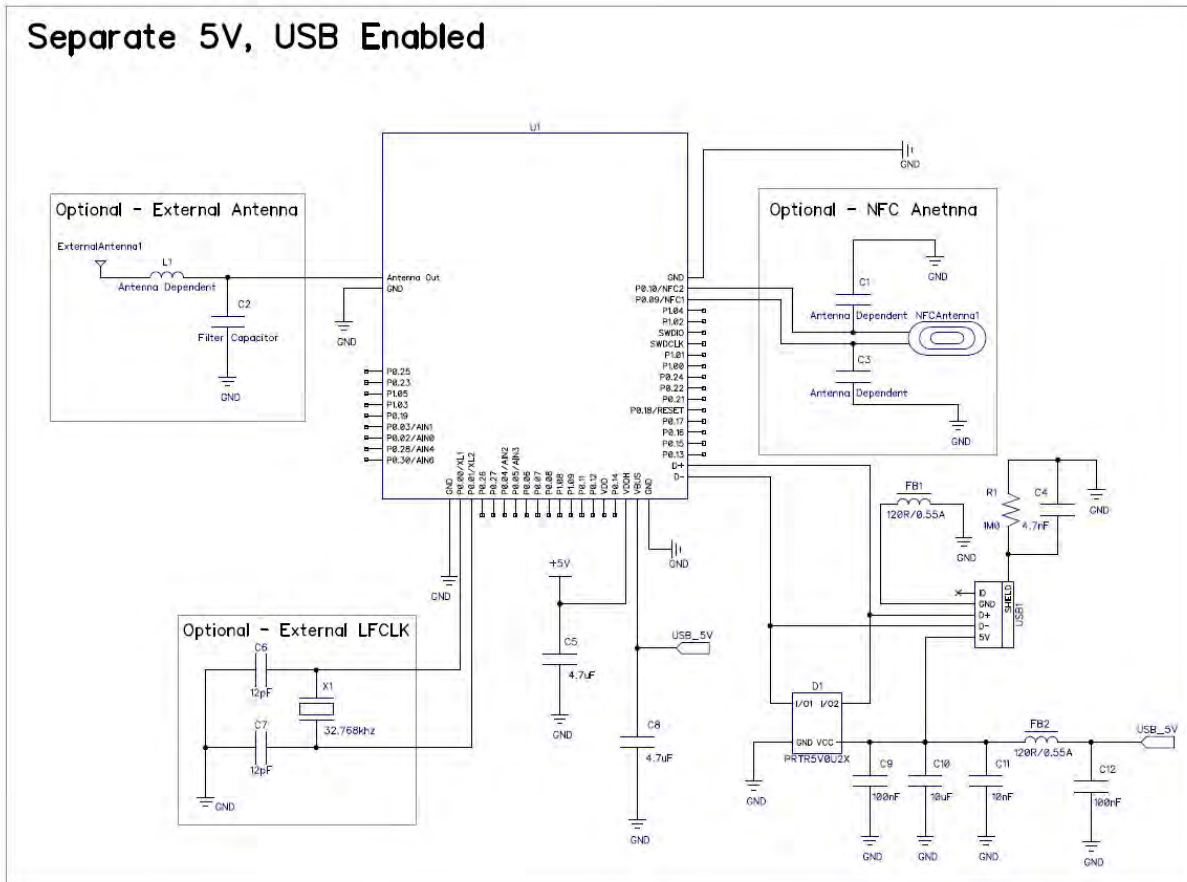 Separate 5V, USB Enabled
U1
GND
Optional - External Antenna
ExternalAntenna1
L1
Antenna Dependent
C2
Filter Capacitor
GND
Antenna Out
GND
GND
Optional - NFC Anetnna
GND
C1
Antenna Dependent
NFCAntenna1
C3
Antenna Dependent
GND
GND
P0.10/NFC2
P0.09/NFC1
P1.04
P1.02
SWDIO
SWDCLK
P1.01
P1.00
P0.24
P0.22
P0.21
P0.18/RESET
P0.17
P0.16
P0.15
P0.13
D+
D-
P0.25
P0.23
P1.05
P1.03
P0.19
P0.03/AIN1
P0.02/AIN0
P0.28/AIN4
P0.30/AIN6
GND
P0.00/XL1
P0.01/XL2
P0.26
P0.27
P0.04/AIN2
P0.05/AIN3
P0.06
P0.07
P0.08
P1.08
P1.09
P0.11
P0.12
VDD
P0.14
VDDH
VBUS
GND
GND
GND
FB1
120R/0.55A
GND
R1
1M0
C4
4.7nF
GND
ID
GND
D+
D-
5V
SHIELD
USB1
+5V
C5
4.7uF
GND
USB_5V
C8
4.7uF
GND
Optional - External LFCLK
C6
12pF
X1
32.768khz
C7
12pF
GND
D1
I/O1 I/O2
GND VCC
PRTR5V0U2X
GND
C9
100nF
GND
C10
10uF
GND
C11
10nF
GND
FB2
120R/0.55A
USB_5V
C12
100nF
GND